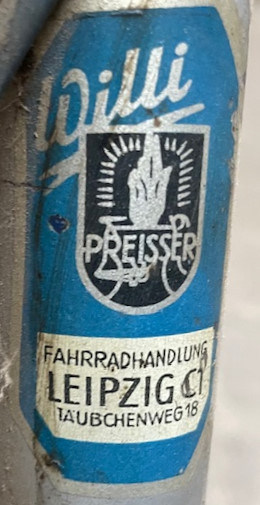 Willi
PREISSER
FAHRRADHANDLUNG
LEIPZIG C1
TÄUBCHENWEG 18